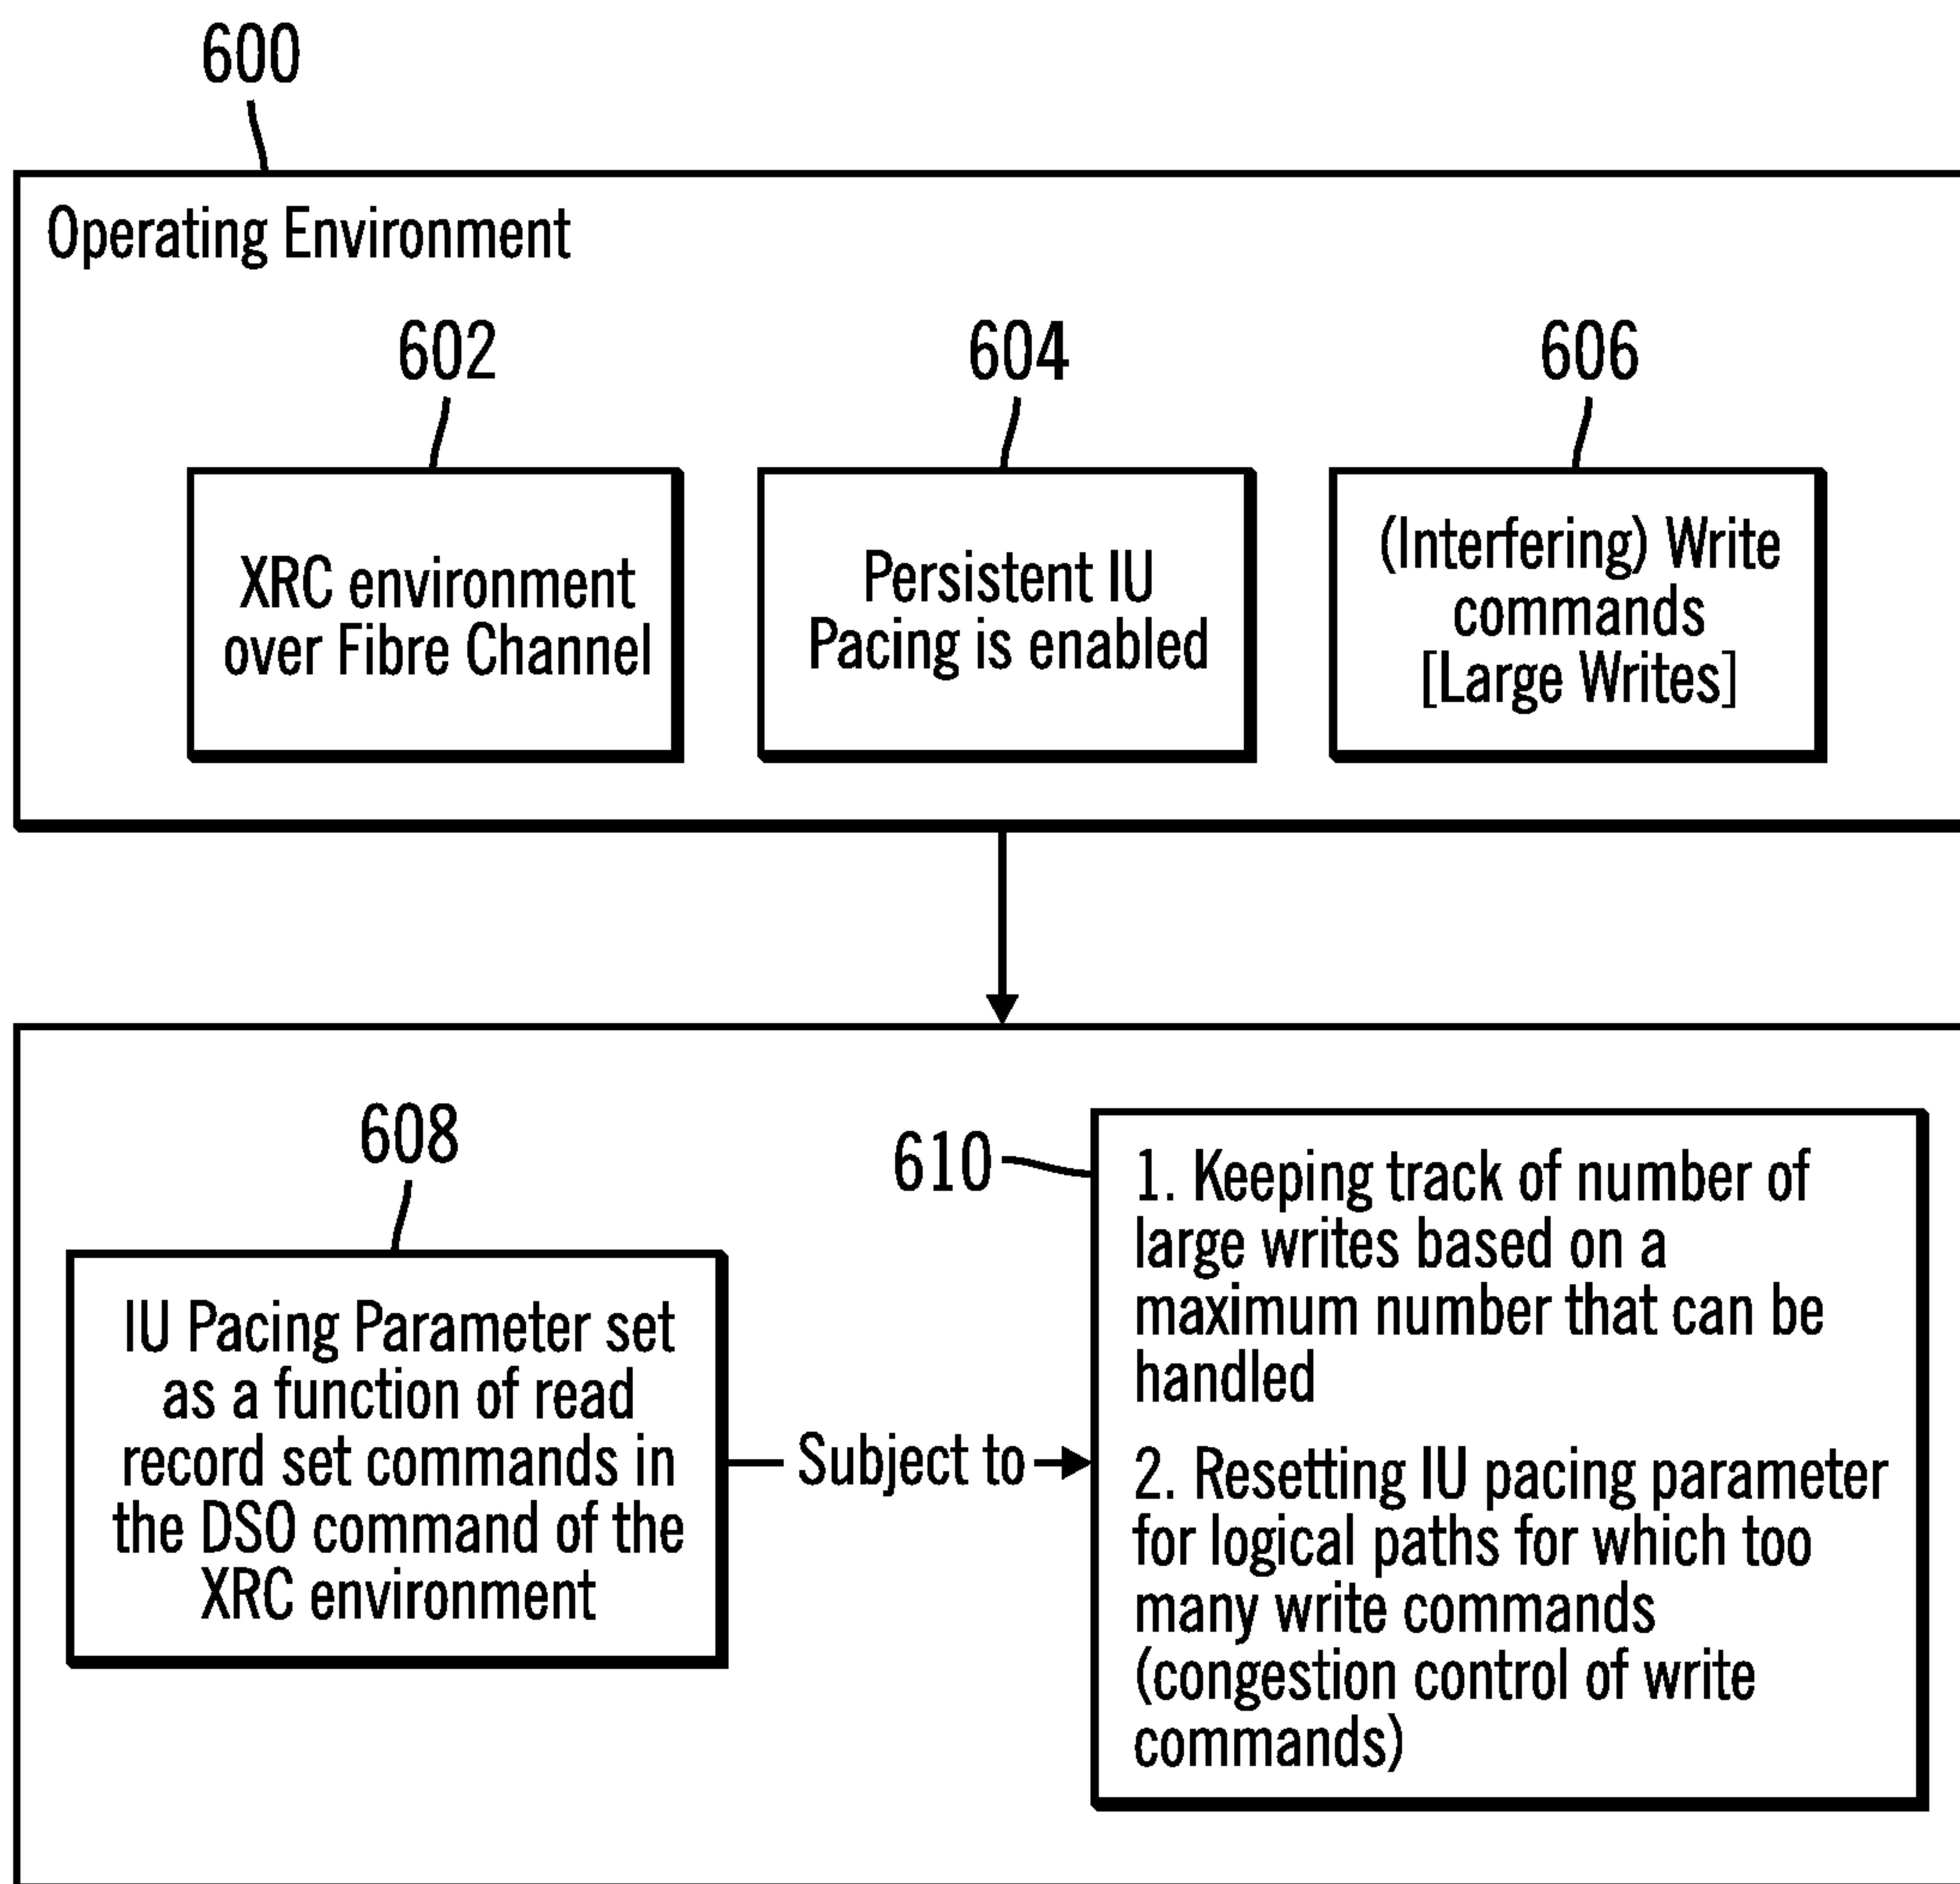 600
Operating Environment
602
604
606
XRC environment
over Fibre Channel
Persistent IU
Pacing is enabled
(Interfering) Write
commands
[Large Writes]
608
IU Pacing Parameter set
as a function of read
record set commands in
the DSO command of the
XRC environment
Subject to
610
1. Keeping track of number of
large writes based on a
maximum number that can be
handled
2. Resetting IU pacing parameter
for logical paths for which too
many write commands
(congestion control of write
commands)